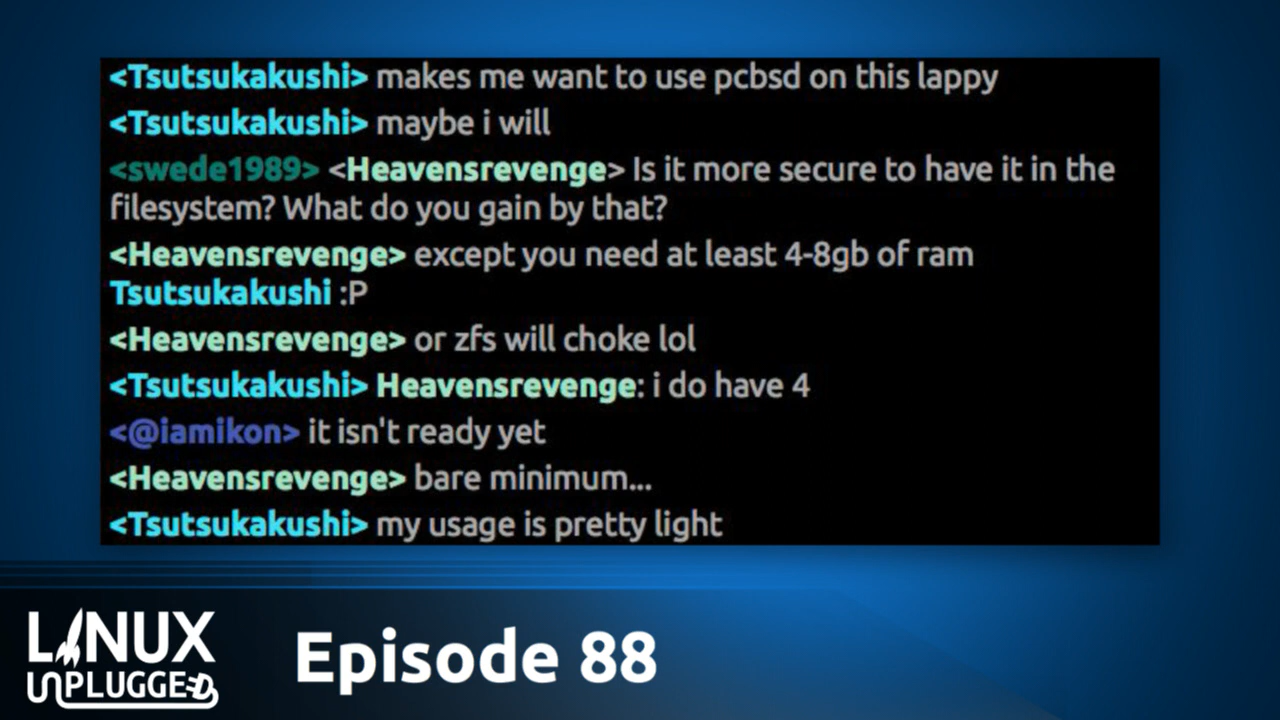 <Tsutsukakushi> makes me want to use pcbsd on this lappy
<Tsutsukakushi> maybe i will
<swede1989> <Heavensrevenge> Is it more secure to have it in the
filesystem? What do you gain by that?
<Heavensrevenge> except you need at least 4-8gb of ram
Tsutsukakushi :P
<Heavensrevenge> or zfs will choke lol
<Tsutsukakushi> Heavensrevenge: i do have 4
<@iamikon> it isn't ready yet
<Heavensrevenge> bare minimum...
<Tsutsukakushi> my usage is pretty light
LINUX
UNPLUGGED
Episode 88